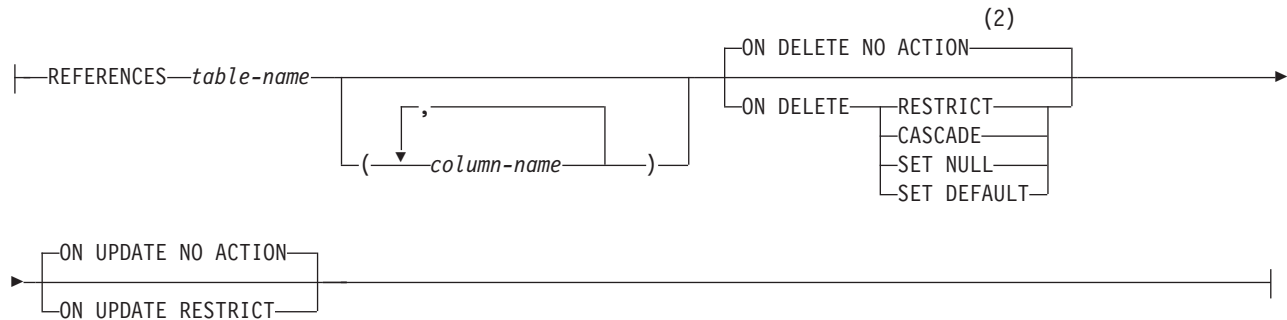 (2)
ON DELETE NO ACTION
REFERENCES table-name
,
ON DELETE RESTRICT
( column-name )
CASCADE
SET NULL
SET DEFAULT
ON UPDATE NO ACTION
ON UPDATE RESTRICT